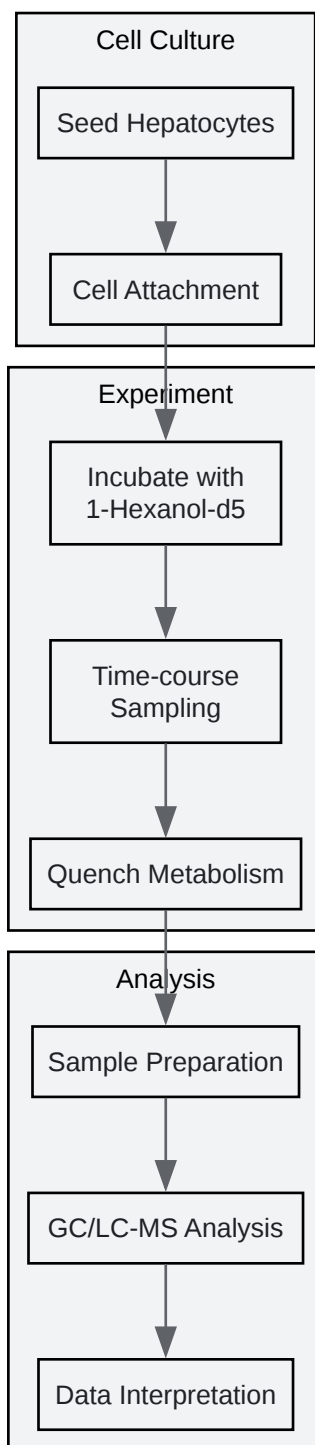 Cell Culture
Seed Hepatocytes
Cell Attachment
Experiment
Incubate with
1-Hexanol-d5
Time-course
Sampling
Quench Metabolism
Analysis
Sample Preparation
GC/LC-MS Analysis
Data Interpretation